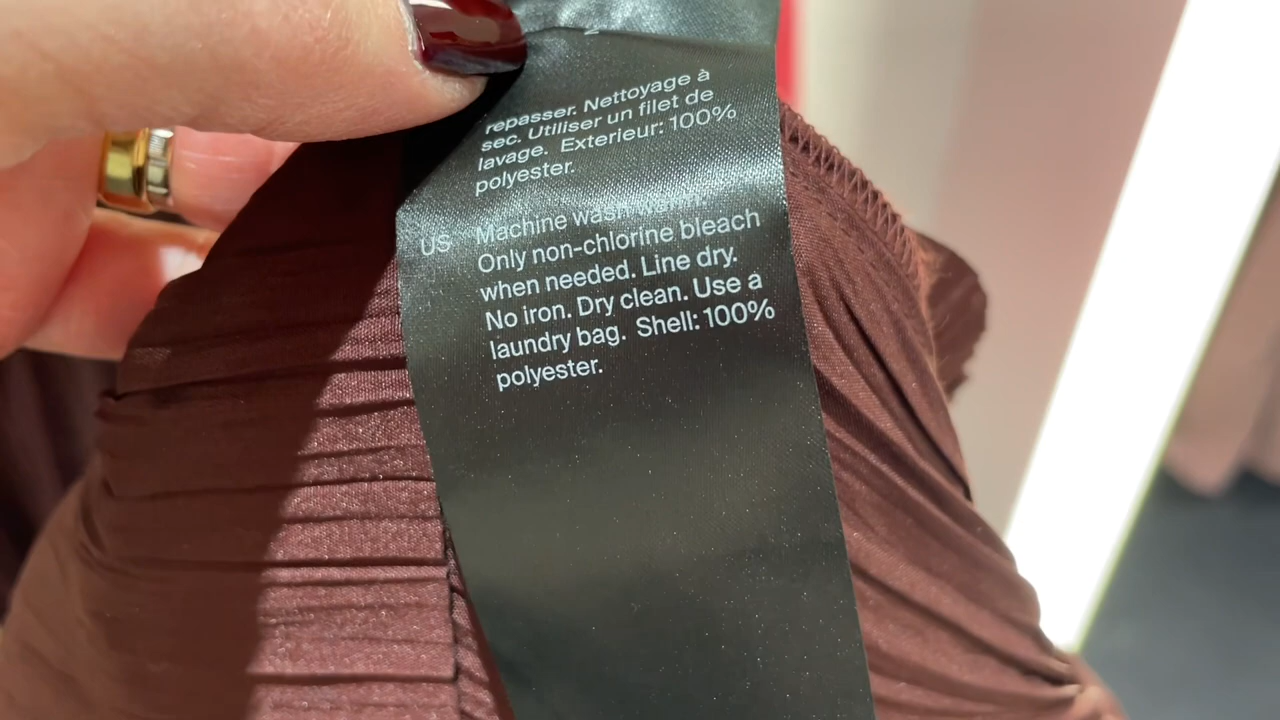 repasser. Nettoyage à
sec. Utiliser un filet de
lavage. Exterieur: 100%
polyester.
US Machine wash warm.
Only non-chlorine bleach
when needed. Line dry.
No iron. Dry clean. Use a
laundry bag. Shell: 100%
polyester.